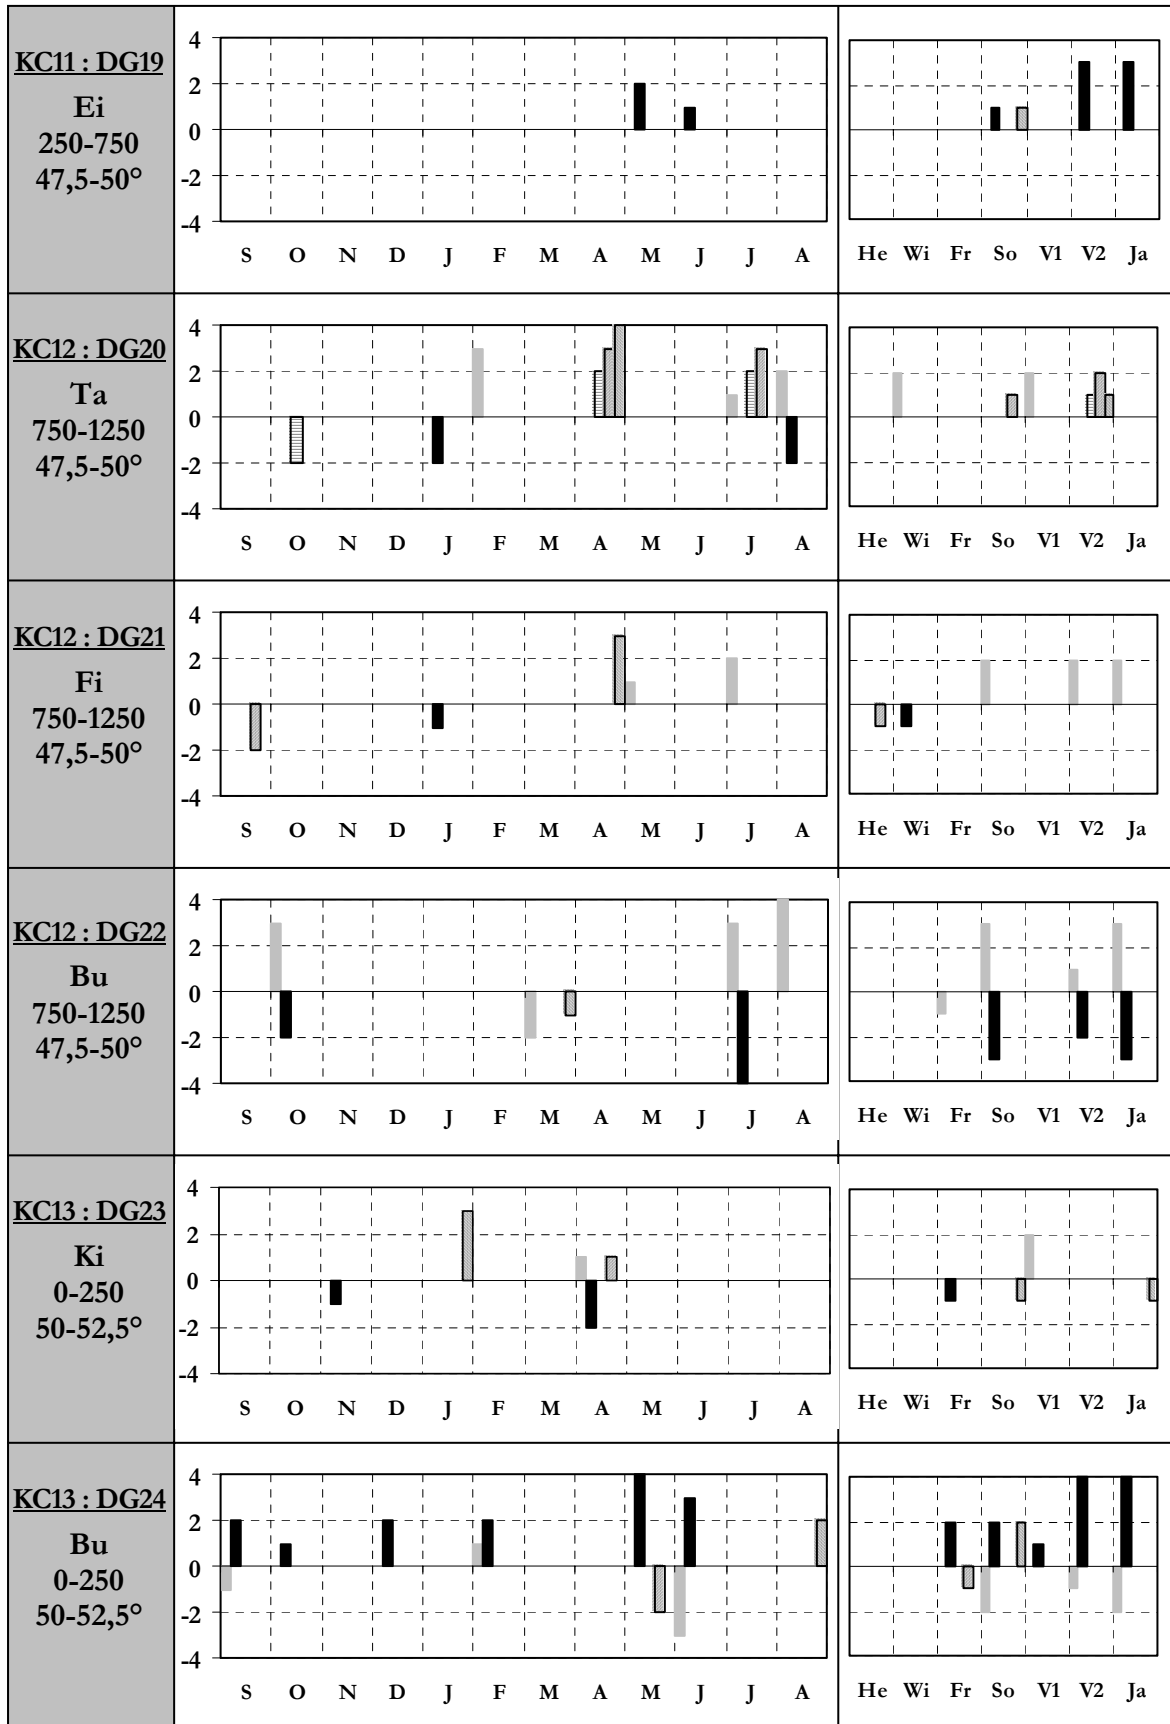 KC11 : DG19
Ei
250-750
47,5-50°
4
2
0
-2
-4
S O N D J F M A M J J A
He Wi Fr So V1 V2 Ja
KC12 : DG20
Ta
750-1250
47,5-50°
4
2
0
-2
-4
S O N D J F M A M J J A
He Wi Fr So V1 V2 Ja
KC12 : DG21
Fi
750-1250
47,5-50°
4
2
0
-2
-4
S O N D J F M A M J J A
He Wi Fr So V1 V2 Ja
KC12 : DG22
Bu
750-1250
47,5-50°
4
2
0
-2
-4
S O N D J F M A M J J A
He Wi Fr So V1 V2 Ja
KC13 : DG23
Ki
0-250
50-52,5°
4
2
0
-2
-4
S O N D J F M A M J J A
He Wi Fr So V1 V2 Ja
KC13 : DG24
Bu
0-250
50-52,5°
4
2
0
-2
-4
S O N D J F M A M J J A
He Wi Fr So V1 V2 Ja